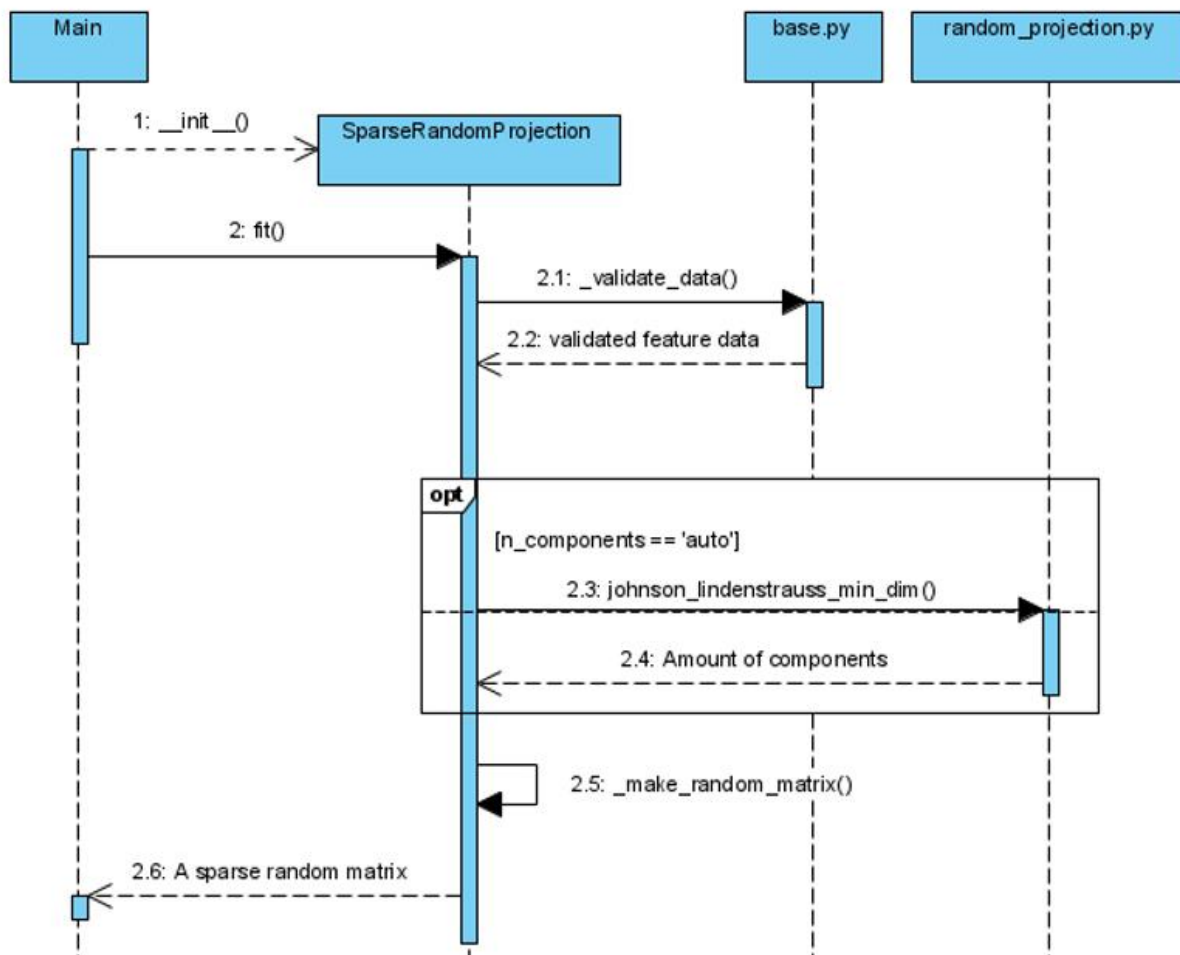 Main
base.py
random_projection.py
1: __init__()
SparseRandomProjection
2: fit()
2.1: _validate_data()
2.2: validated feature data
opt
[n_components == 'auto']
2.3: johnson_lindenstrauss_min_dim()
2.4: Amount of components
2.5: _make_random_matrix()
2.6: A sparse random matrix